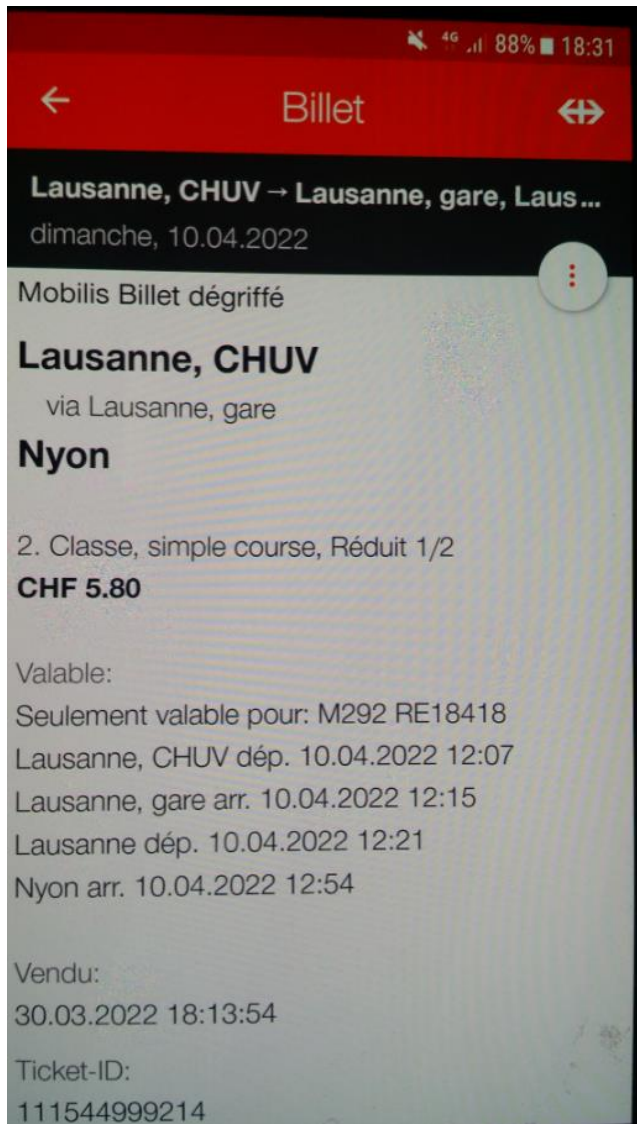 4G 88% 18:31
Billet
Lausanne, CHUV → Lausanne, gare, Laus...
dimanche, 10.04.2022
Mobilis Billet dégriffé
Lausanne, CHUV
via Lausanne, gare
Nyon
2. Classe, simple course, Réduit 1/2
CHF 5.80
Valable:
Seulement valable pour: M292 RE18418
Lausanne, CHUV dép. 10.04.2022 12:07
Lausanne, gare arr. 10.04.2022 12:15
Lausanne dép. 10.04.2022 12:21
Nyon arr. 10.04.2022 12:54
Vendu:
30.03.2022 18:13:54
Ticket-ID:
111544999214